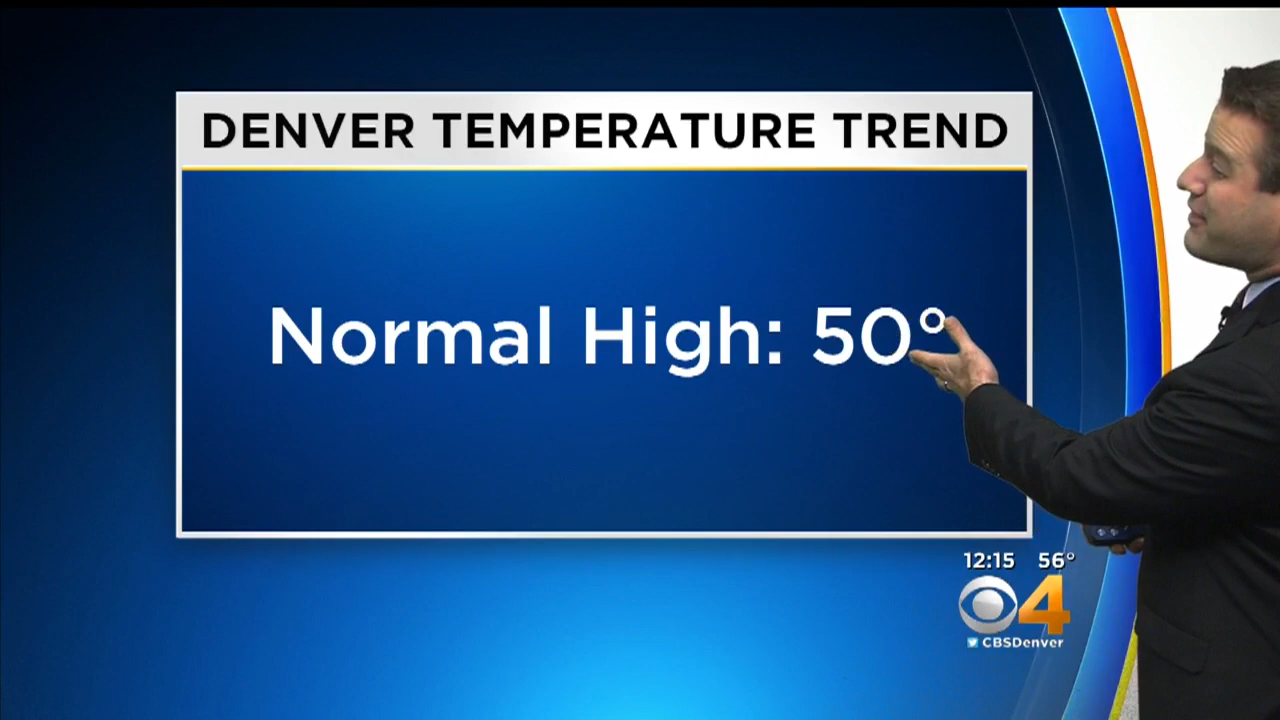 DENVER TEMPERATURE TREND
Normal High: 50°
12:15 56°
4
CBSDenver